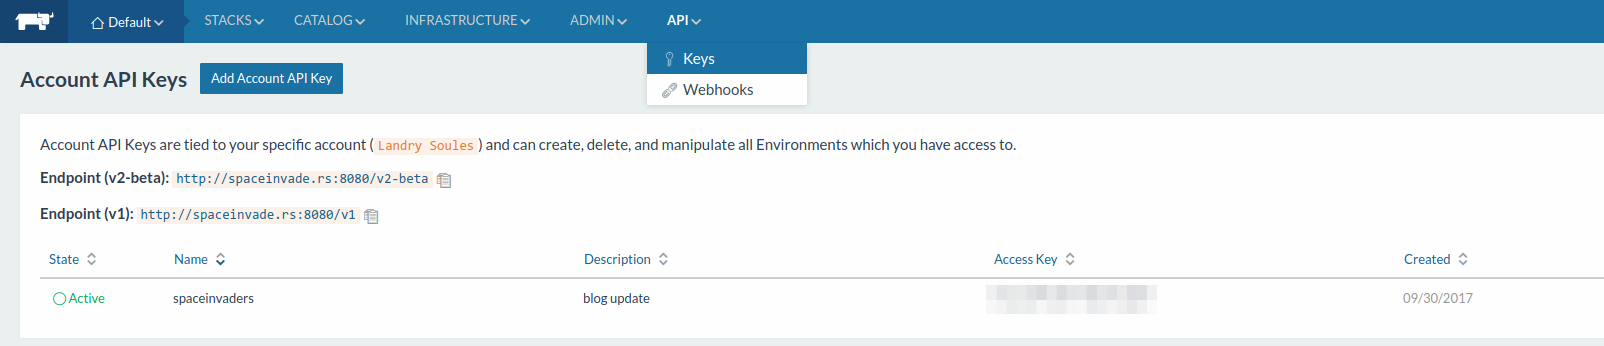 Default STACKS CATALOG INFRASTRUCTURE ADMIN API
Keys
Webhooks
Account API Keys Add Account API Key
Account API Keys are tied to your specific account ( Landry Soules ) and can create, delete, and manipulate all Environments which you have access to.
Endpoint (v2-beta): http://spaceinvade.rs:8080/v2-beta
Endpoint (v1): http://spaceinvade.rs:8080/v1
State Name Description Access Key Created
Active spaceinvaders blog update 09/30/2017